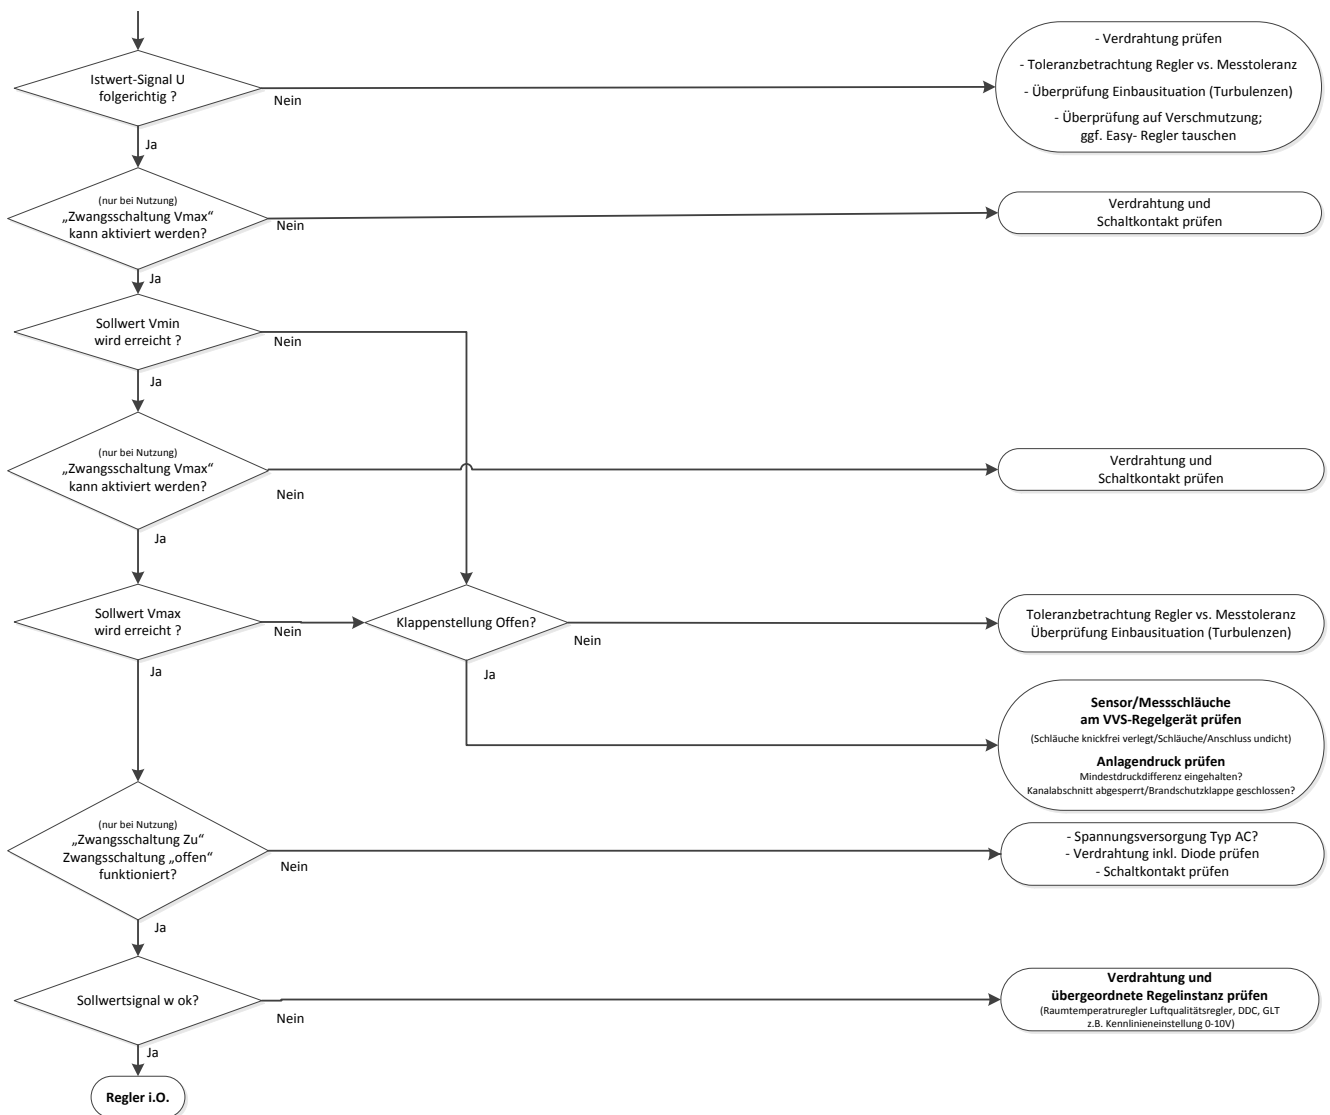 Istwert-Signal U
folgerichtig ?
Nein
- Verdrahtung prüfen
- Toleranzbetrachtung Regler vs. Messtoleranz
- Überprüfung Einbausituation (Turbulenzen)
- Überprüfung auf Verschmutzung;
ggf. Easy- Regler tauschen
Ja
(nur bei Nutzung)
„Zwangsschaltung Vmax“
kann aktiviert werden?
Nein
Verdrahtung und
Schaltkontakt prüfen
Ja
Sollwert Vmin
wird erreicht ?
Nein
Ja
(nur bei Nutzung)
„Zwangsschaltung Vmax“
kann aktiviert werden?
Nein
Verdrahtung und
Schaltkontakt prüfen
Ja
Sollwert Vmax
wird erreicht ?
Nein
Klappenstellung Offen?
Nein
Toleranzbetrachtung Regler vs. Messtoleranz
Überprüfung Einbausituation (Turbulenzen)
Ja
Ja
Sensor/Messschläuche
am VVS-Regelgerät prüfen
(Schläuche knickfrei verlegt/Schläuche/Anschluss undicht)
Anlagendruck prüfen
Mindestdruckdifferenz eingehalten?
Kanalabschnitt abgesperrt/Brandschutzklappe geschlossen?
(nur bei Nutzung)
„Zwangsschaltung Zu“
Zwangsschaltung „offen“
funktioniert?
Nein
- Spannungsversorgung Typ AC?
- Verdrahtung inkl. Diode prüfen
- Schaltkontakt prüfen
Ja
Sollwertsignal w ok?
Nein
Verdrahtung und
übergeordnete Regelinstanz prüfen
(Raumtemperatururegler Luftqualitätsregler, DDC, GLT
z.B. Kennlinieneinstellung 0-10V)
Ja
Regler i.O.